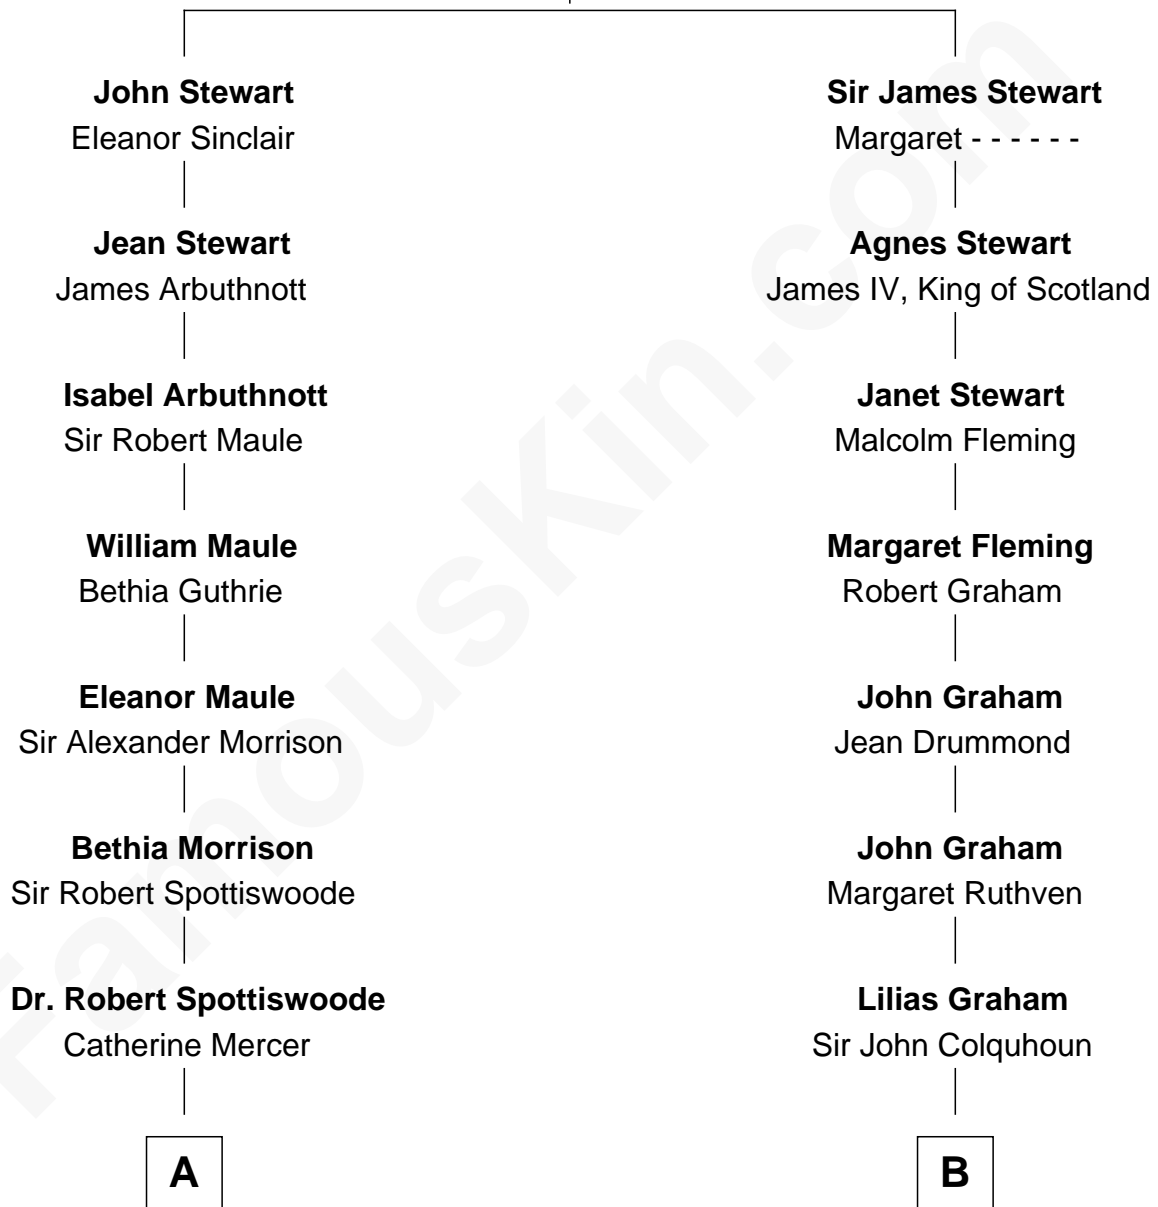 John Stewart
Eleanor Sinclair
Jean Stewart
James Arbuthnott
Isabel Arbuthnott
Sir Robert Maule
William Maule
Bethia Guthrie
Eleanor Maule
Sir Alexander Morrison
Bethia Morrison
Sir Robert Spottiswoode
Dr. Robert Spottiswoode
Catherine Mercer
A
Sir James Stewart
Margaret - - - - - -
Agnes Stewart
James IV, King of Scotland
Janet Stewart
Malcolm Fleming
Margaret Fleming
Robert Graham
John Graham
Jean Drummond
John Graham
Margaret Ruthven
Lilias Graham
Sir John Colquhoun
B
FamousKin.com